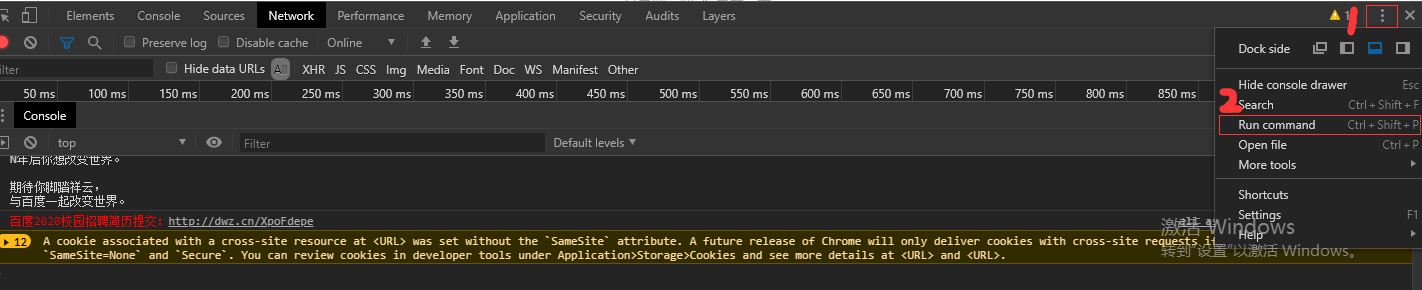 Elements Console Sources Network Performance Memory Application Security Audits Layers
1
Preserve log Disable cache Online
Dock side
ilter Hide data URLs All XHR JS CSS Img Media Font Doc WS Manifest Other
50 ms 100 ms 150 ms 200 ms 250 ms 300 ms 350 ms 400 ms 450 ms 500 ms 550 ms 600 ms 650 ms 700 ms 750 ms 800 ms 850 ms
Hide console drawer Esc
2
Search Ctrl + Shift + F
Console
Run command Ctrl + Shift + P
top Filter Default levels
Open file Ctrl + P
More tools
N年后你想改变世界。
期待你脚踏祥云，
与百度一起改变世界。
Shortcuts
百度2020校园招聘简历提交: http://dwz.cn/XpoFdepe
Settings F1
激活 Windows
Help
12 A cookie associated with a cross-site resource at <URL> was set without the `SameSite` attribute. A future release of Chrome will only deliver cookies with cross-site requests if
`SameSite=None` and `Secure`. You can review cookies in developer tools under Application>Storage>Cookies and see more details at <URL> and <URL>.
转到"设置"以激活 Windows。